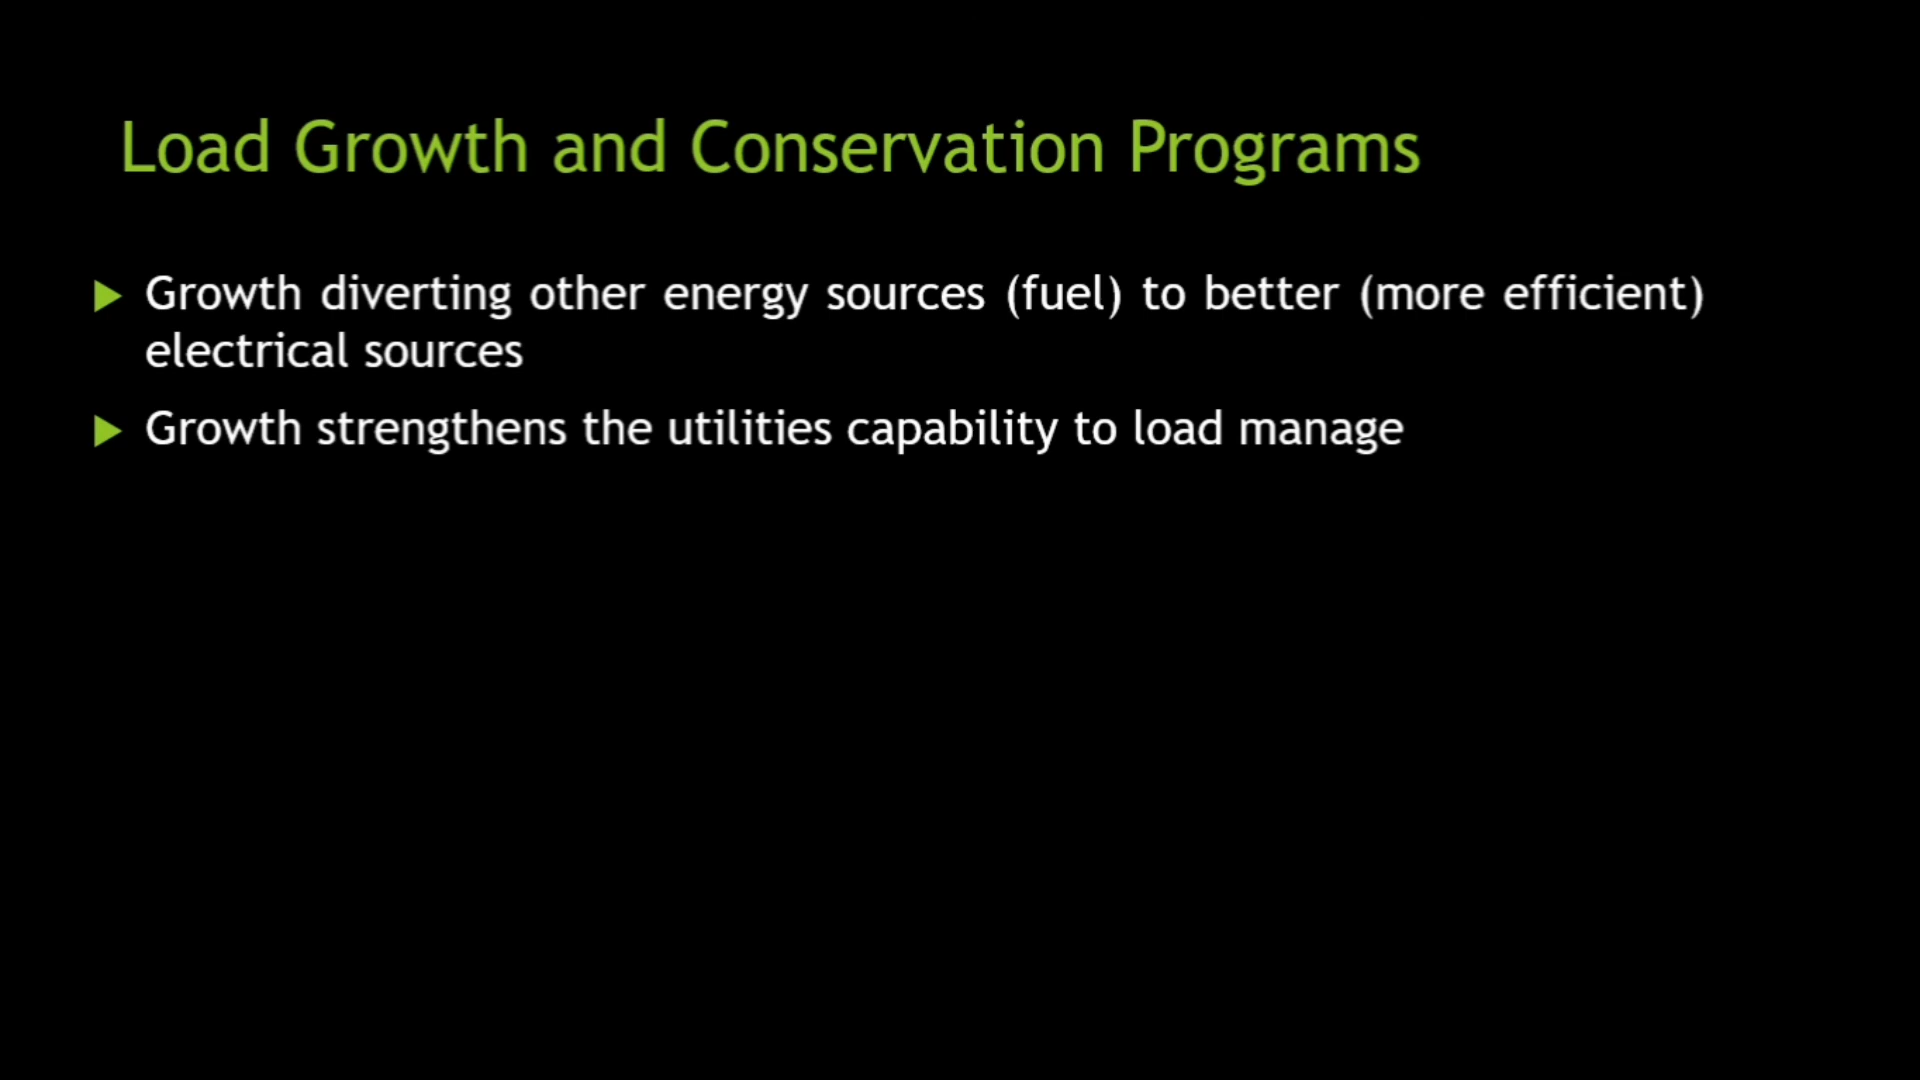 Load Growth and Conservation Programs
Growth diverting other energy sources (fuel) to better (more efficient)
electrical sources
Growth strengthens the utilities capability to load manage